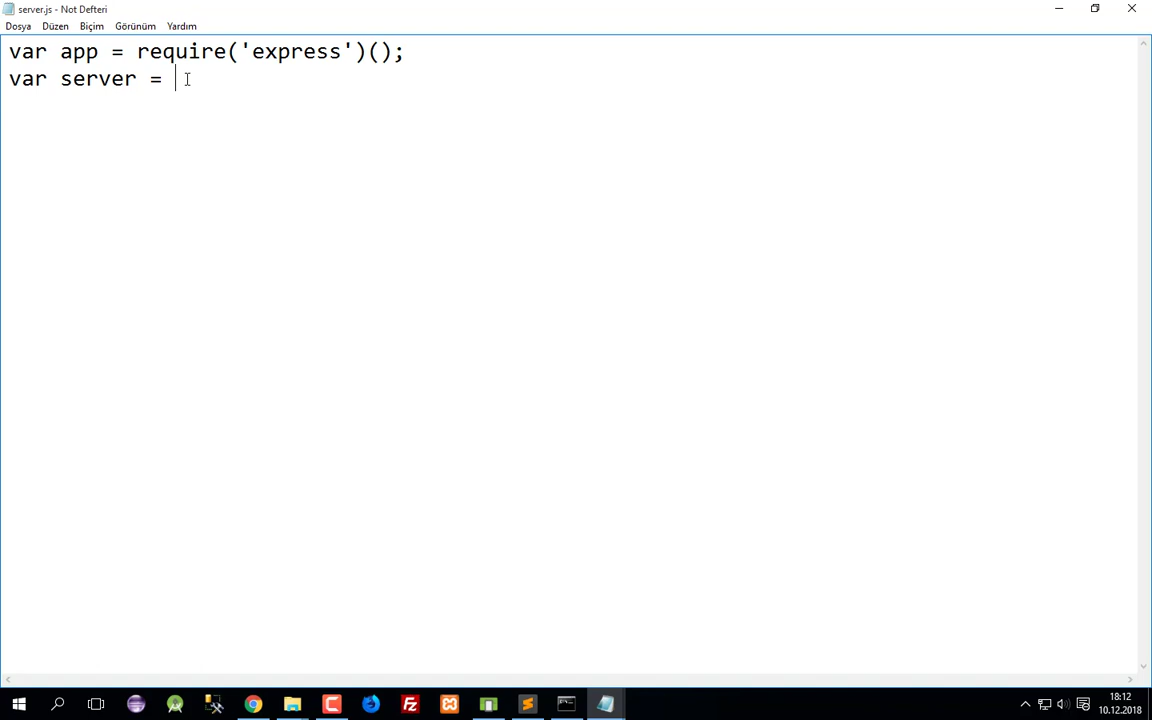 server.js - Not Defteri
Dosya Düzen Biçim Görünüm Yardım
var app = require('express')();
var server =
18:12
10.12.2018